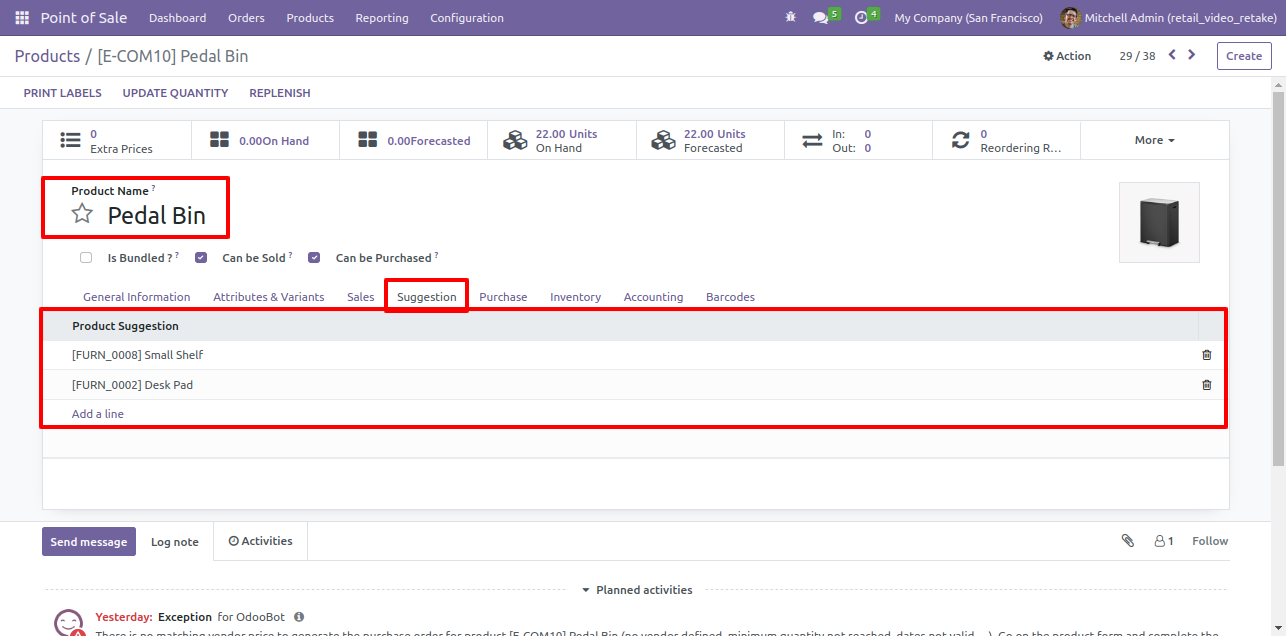 Point of Sale Dashboard Orders Products Reporting Configuration 5 4 My Company (San Francisco) Mitchell Admin (retail_video_retake)
Products / [E-COM10] Pedal Bin Action 29 / 38 Create
PRINT LABELS UPDATE QUANTITY REPLENISH
0
Extra Prices
0.00On Hand
0.00Forecasted
22.00 Units
On Hand
22.00 Units
Forecasted
In: 0
Out: 0
0
Reordering R...
More
Product Name ?
Pedal Bin
Is Bundled ? ? Can be Sold ? Can be Purchased ?
General Information Attributes & Variants Sales Suggestion Purchase Inventory Accounting Barcodes
Product Suggestion
[FURN_0008] Small Shelf
[FURN_0002] Desk Pad
Add a line
Send message Log note Activities 1 Follow
Planned activities
Yesterday: Exception for OdooBot
There is no matching vendor price to generate the purchase order for product [E-COM10] Pedal Bin (no vendor defined, minimum quantity not reached, dates not valid, ...). Go on the product form and complete the